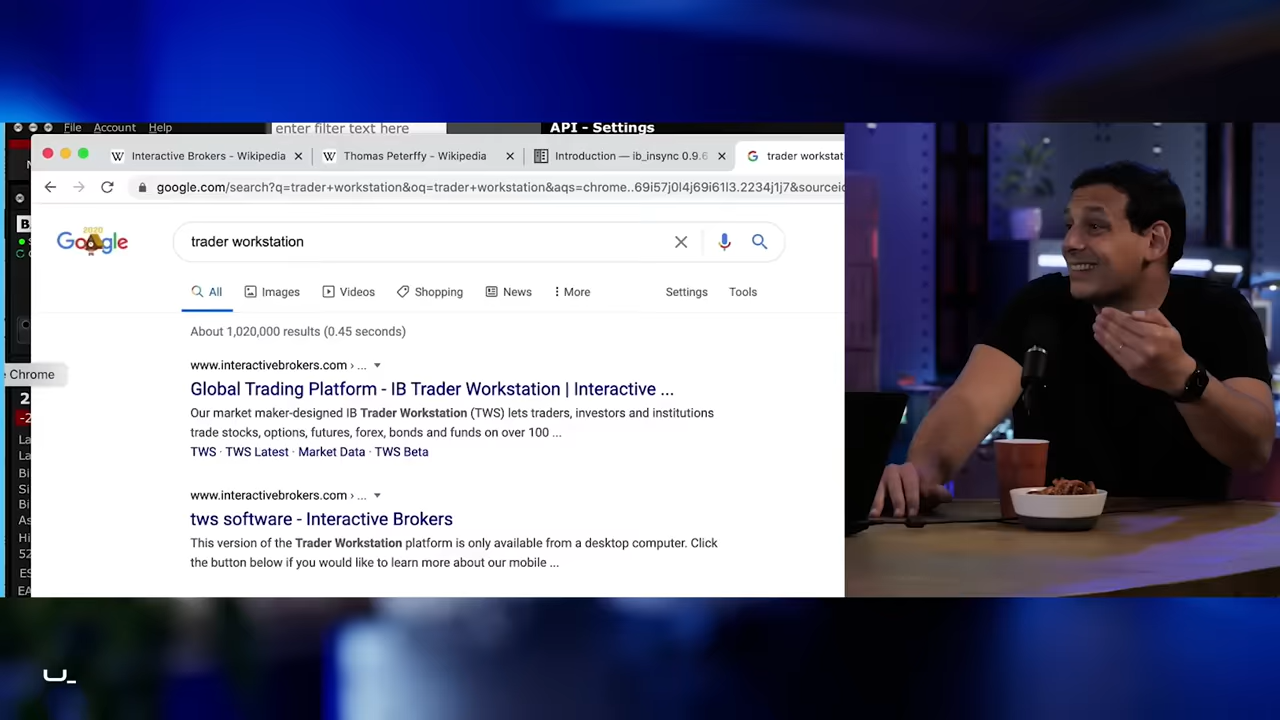 File Account Help
enter filter text here
API - Settings
Interactive Brokers - Wikipedia
Thomas Peterffy - Wikipedia
Introduction — ib_insync 0.9.6
trader workstat
google.com/search?q=trader+workstation&oq=trader+workstation&aqs=chrome..69i57j0l4j69i61l3.2234j1j7&sourceid
2020
Google
trader workstation
All
Images
Videos
Shopping
News
More
Settings
Tools
About 1,020,000 results (0.45 seconds)
www.interactivebrokers.com › ...
Chrome
Global Trading Platform - IB Trader Workstation | Interactive ...
Our market maker-designed IB Trader Workstation (TWS) lets traders, investors and institutions
trade stocks, options, futures, forex, bonds and funds on over 100 ...
TWS · TWS Latest · Market Data · TWS Beta
www.interactivebrokers.com › ...
tws software - Interactive Brokers
This version of the Trader Workstation platform is only available from a desktop computer. Click
the button below if you would like to learn more about our mobile ...